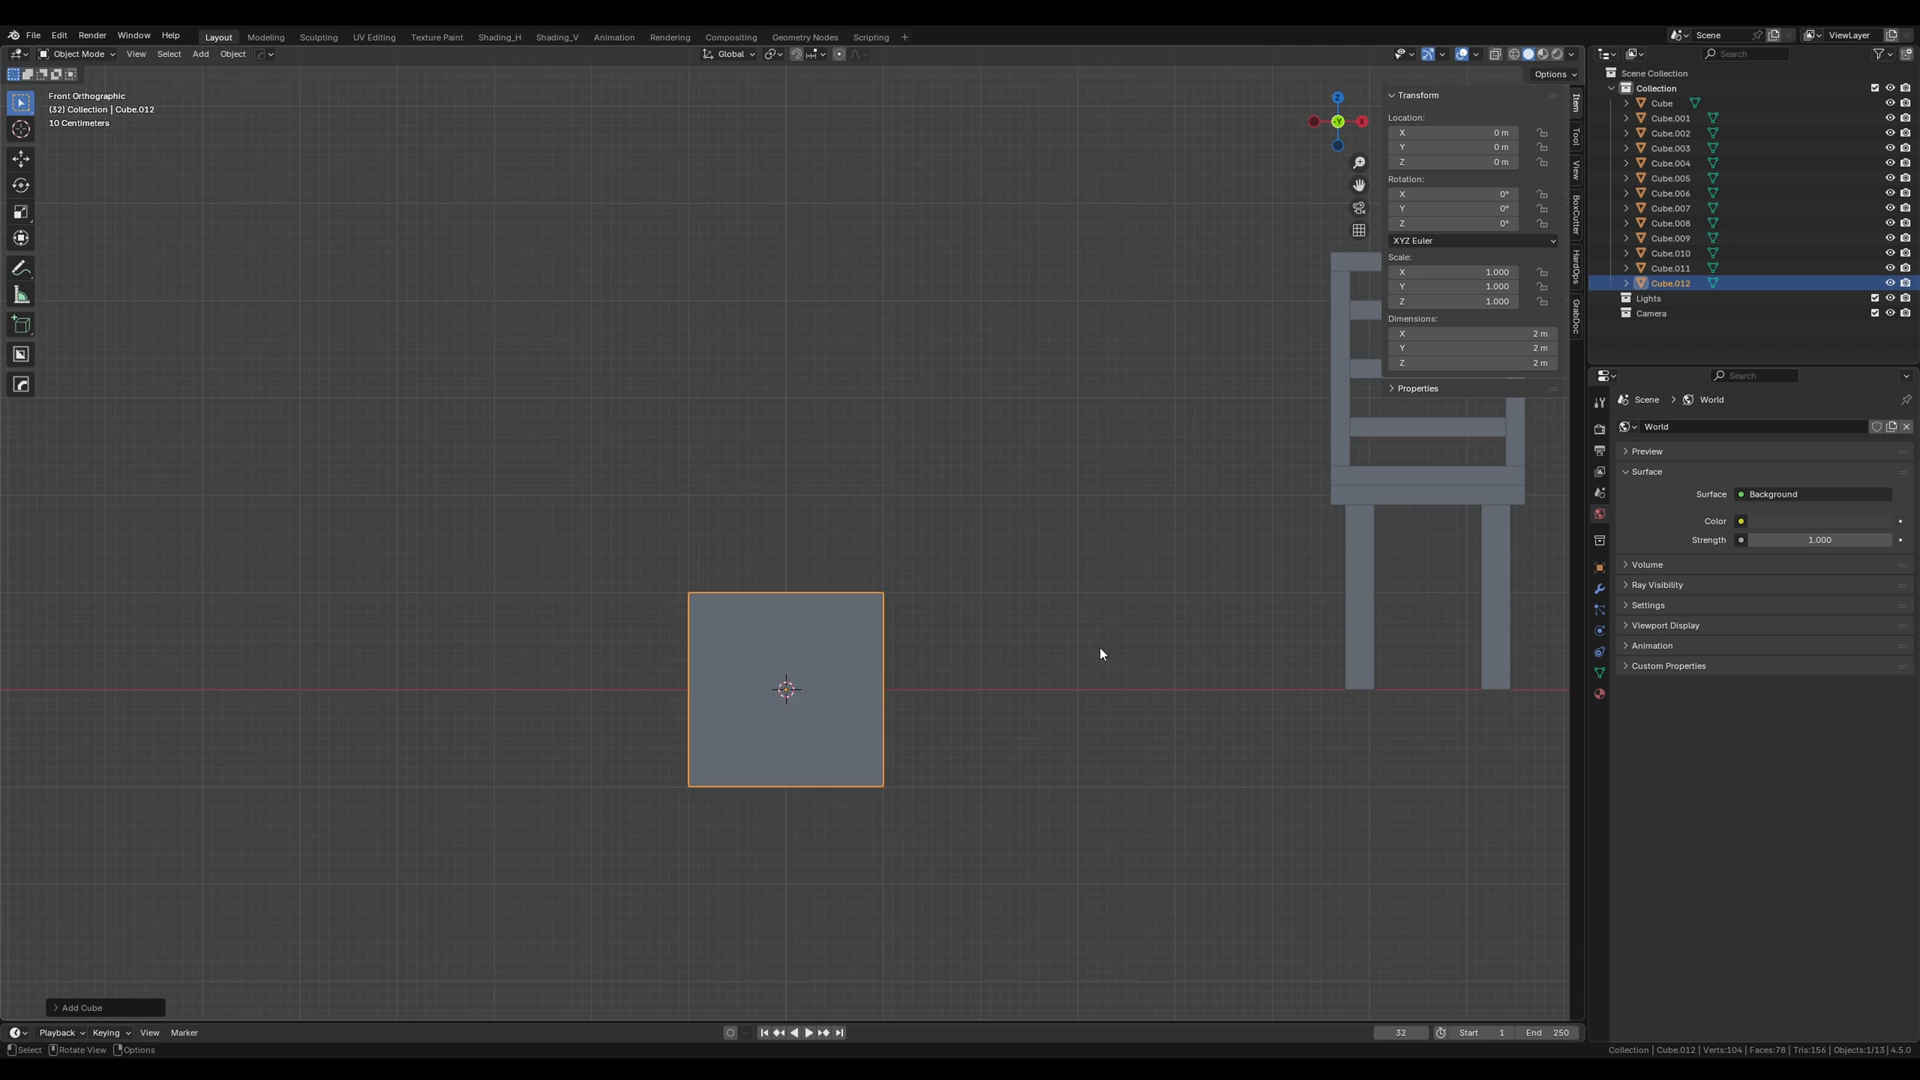 File Edit Render Window Help Layout Modeling Sculpting UV Editing Texture Paint Shading_H Shading_V Animation Rendering Compositing Geometry Nodes Scripting + Scene ViewLayer
Object Mode View Select Add Object Global Search
Options
Front Orthographic
(32) Collection | Cube.012
10 Centimeters
Z
X
Y
Transform
Location:
X 0 m
Y 0 m
Z 0 m
Rotation:
X 0°
Y 0°
Z 0°
XYZ Euler
Scale:
X 1.000
Y 1.000
Z 1.000
Dimensions:
X 2 m
Y 2 m
Z 2 m
Properties
Item
Tool
View
BoxCutter
HardOps
GrabDoc
Scene Collection
Collection
Cube
Cube.001
Cube.002
Cube.003
Cube.004
Cube.005
Cube.006
Cube.007
Cube.008
Cube.009
Cube.010
Cube.011
Cube.012
Lights
Camera
Search
Scene > World
World
Preview
Surface
Surface Background
Color
Strength 1.000
Volume
Ray Visibility
Settings
Viewport Display
Animation
Custom Properties
Add Cube
Playback Keying View Marker 32 Start 1 End 250
Select Rotate View Options Collection | Cube.012 | Verts:104 | Faces:78 | Tris:156 | Objects:1/13 | 4.5.0